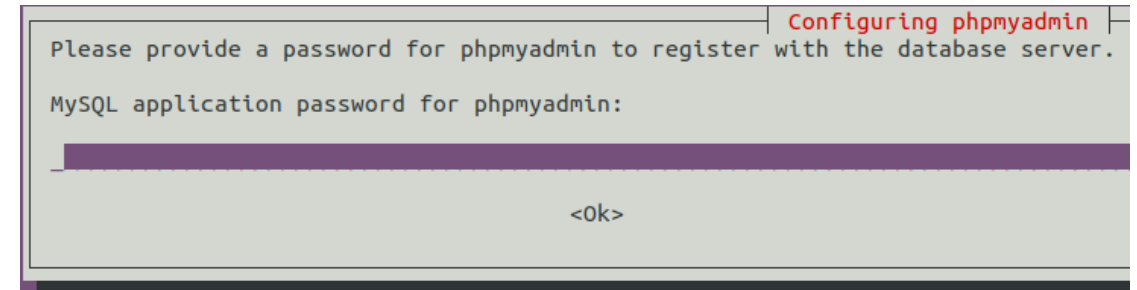 Configuring phpmyadmin
Please provide a password for phpmyadmin to register with the database server.
MySQL application password for phpmyadmin:
<Ok>